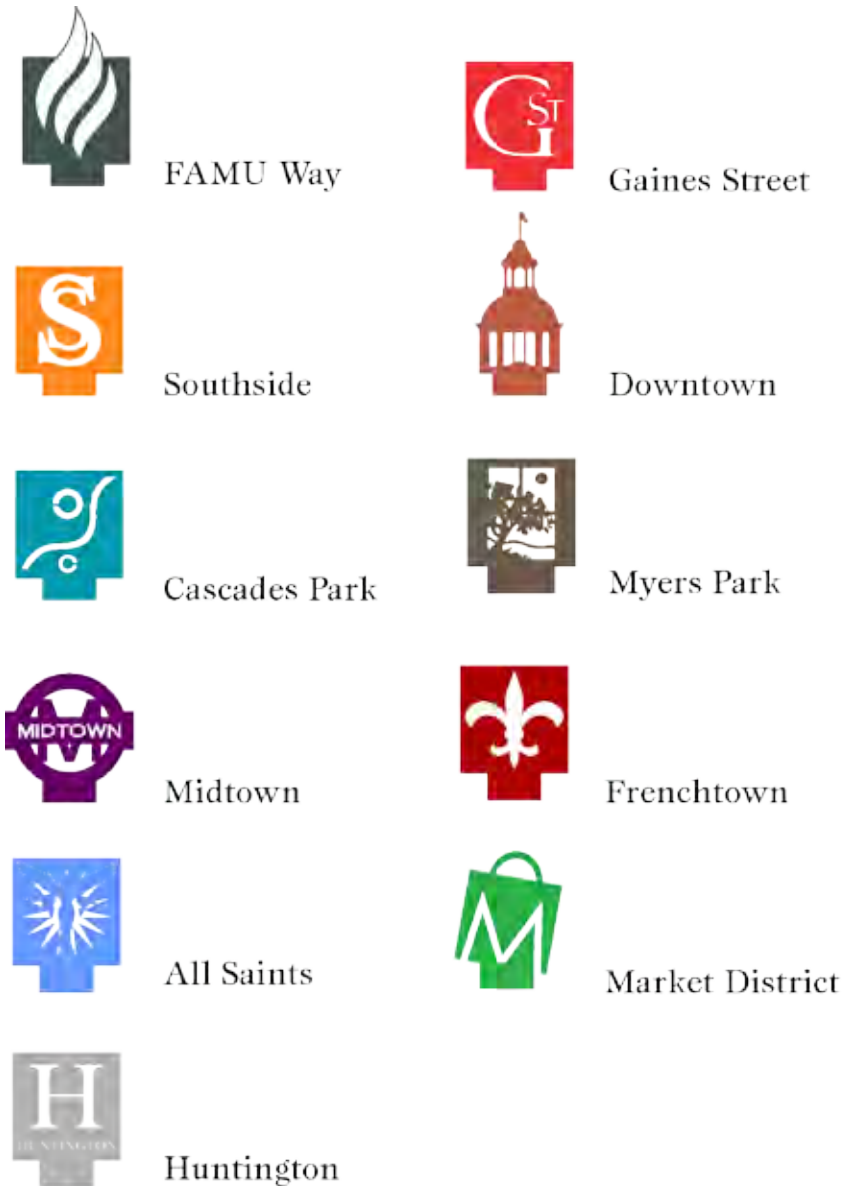 FAMU Way
G ST
Gaines Street
S
Southside
Downtown
Cascades Park
Myers Park
M
MIDTOWN
Midtown
Frenchtown
All Saints
M
Market District
H
HUNTINGTON
Huntington